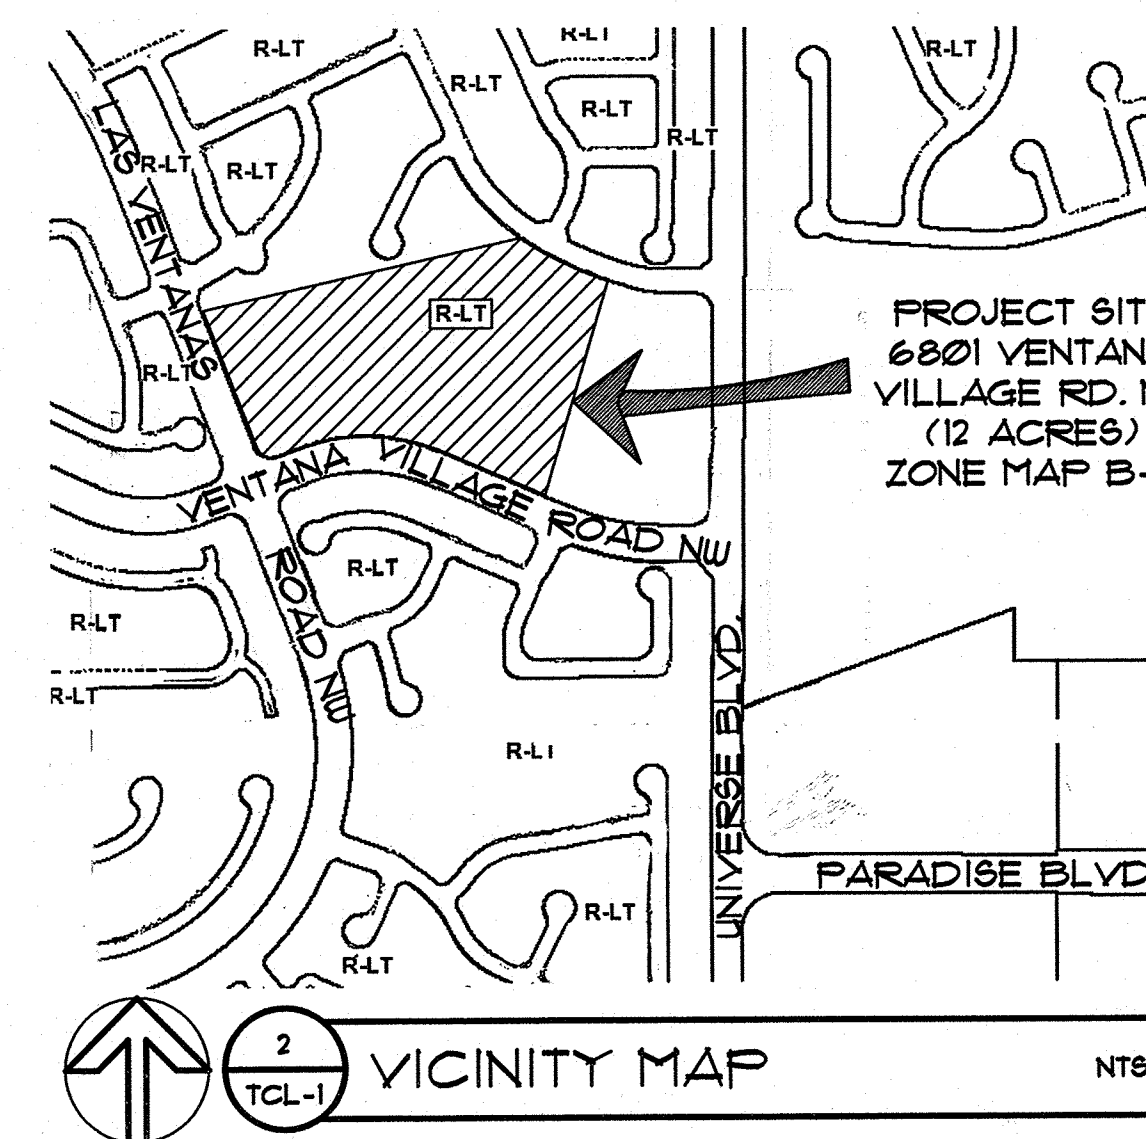 R-LT
R-LT
R-LT
R-LT
R-LT
R-LT
R-LT
R-LT
LAS VENTANAS
ROAD NW
R-LT
R-LT
PROJECT SIT
6801 VENTAN
VILLAGE RD. N
(12 ACRES)
ZONE MAP B-
VENTANA VILLAGE ROAD NW
R-LT
R-LT
R-LT
R-LT
UNIVERSE BLVD.
PARADISE BLVD
R-LT
R-LT
2
TCL-1
VICINITY MAP
NTS